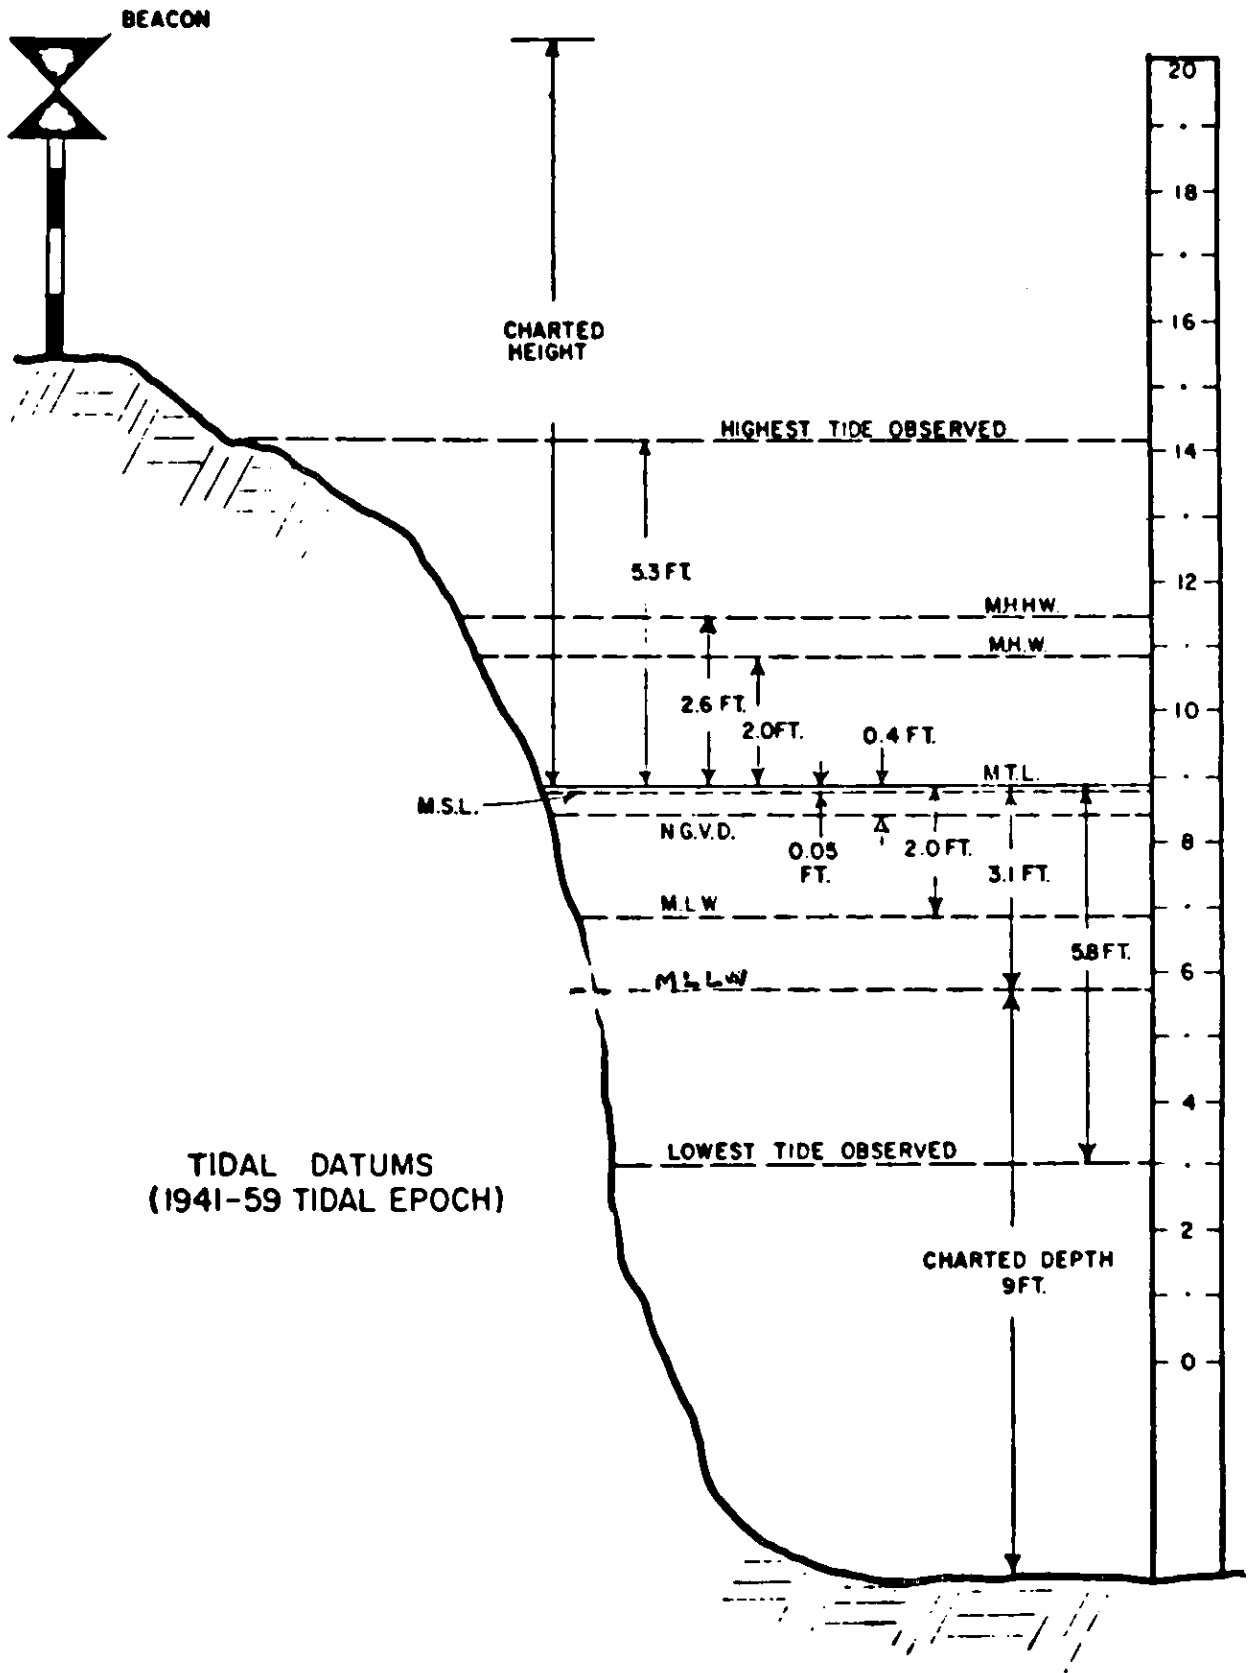 BEACON
20
18
16
CHARTED
HEIGHT
HIGHEST TIDE OBSERVED
14
5.3 FT.
12
M.H.H.W.
M.H.W.
2.6 FT.
2.0 FT.
10
0.4 FT.
M.T.L.
M.S.L.
N.G.V.D.
8
0.05
FT.
2.0 FT.
3.1 FT.
M.L.W
5.8 FT.
6
MLLW
4
LOWEST TIDE OBSERVED
TIDAL DATUMS
(1941-59 TIDAL EPOCH)
2
CHARTED DEPTH
9 FT.
0